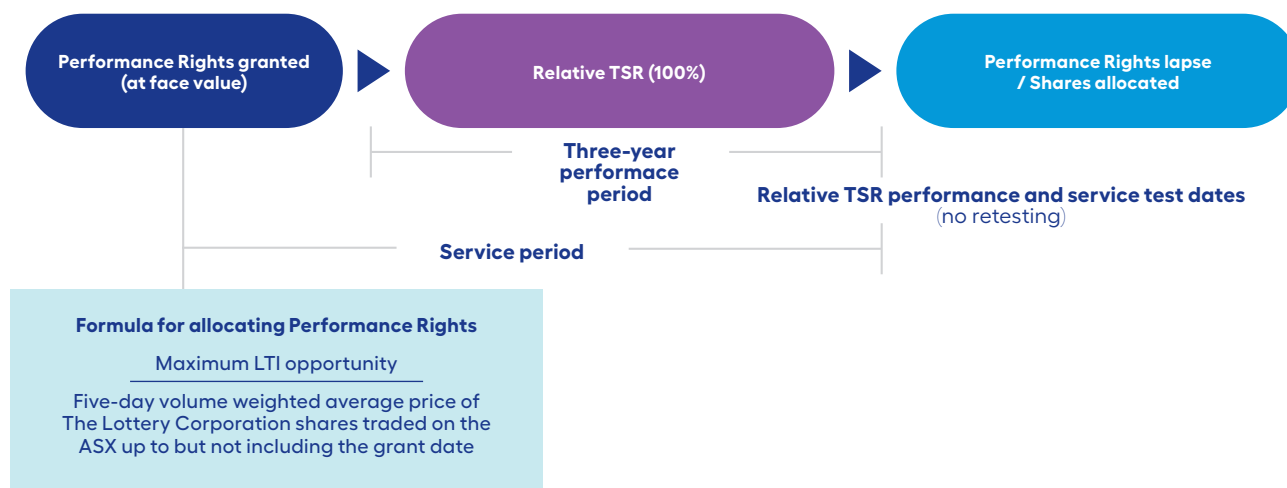 Performance Rights granted
(at face value)
Relative TSR (100%)
Performance Rights lapse
/ Shares allocated
Three-year
performace
period
Relative TSR performance and service test dates
(no retesting)
Service period
Formula for allocating Performance Rights
Maximum LTI opportunity
Five-day volume weighted average price of
The Lottery Corporation shares traded on the
ASX up to but not including the grant date